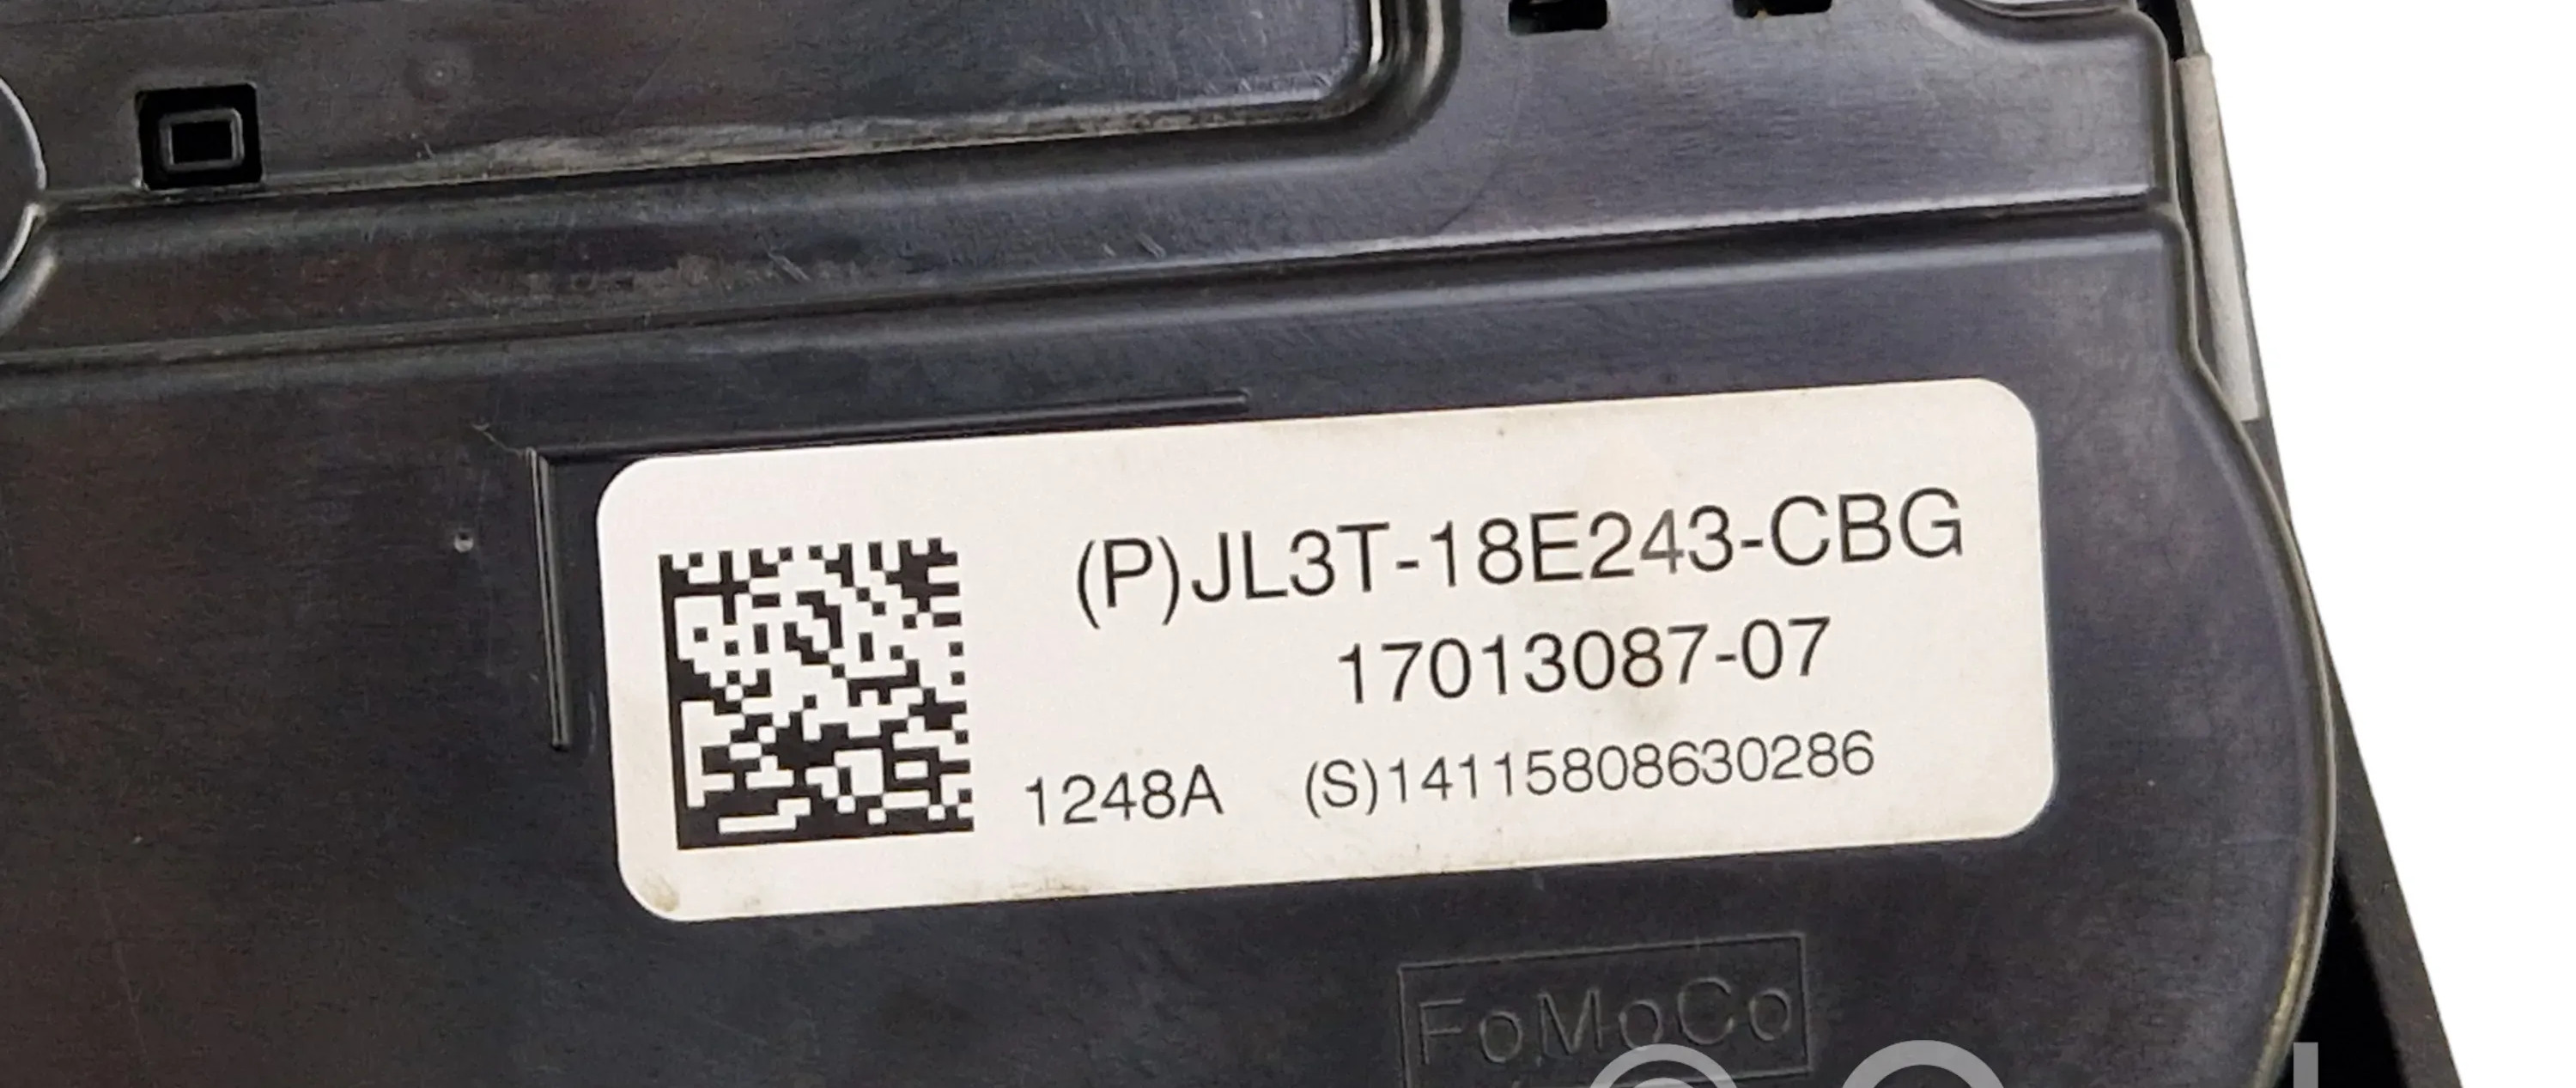 (P)JL3T-18E243-CBG
17013087-07
1248A (S)14115808630286
FoMoCo